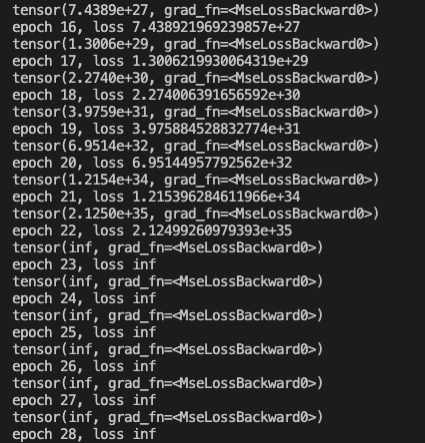 tensor(7.4389e+27, grad_fn=<MseLossBackward0>)
epoch 16, loss 7.438921969239857e+27
tensor(1.3006e+29, grad_fn=<MseLossBackward0>)
epoch 17, loss 1.3006219930064319e+29
tensor(2.2740e+30, grad_fn=<MseLossBackward0>)
epoch 18, loss 2.274006391656592e+30
tensor(3.9759e+31, grad_fn=<MseLossBackward0>)
epoch 19, loss 3.975884528832774e+31
tensor(6.9514e+32, grad_fn=<MseLossBackward0>)
epoch 20, loss 6.95144957792562e+32
tensor(1.2154e+34, grad_fn=<MseLossBackward0>)
epoch 21, loss 1.215396284611966e+34
tensor(2.1250e+35, grad_fn=<MseLossBackward0>)
epoch 22, loss 2.12499260979393e+35
tensor(inf, grad_fn=<MseLossBackward0>)
epoch 23, loss inf
tensor(inf, grad_fn=<MseLossBackward0>)
epoch 24, loss inf
tensor(inf, grad_fn=<MseLossBackward0>)
epoch 25, loss inf
tensor(inf, grad_fn=<MseLossBackward0>)
epoch 26, loss inf
tensor(inf, grad_fn=<MseLossBackward0>)
epoch 27, loss inf
tensor(inf, grad_fn=<MseLossBackward0>)
epoch 28, loss inf